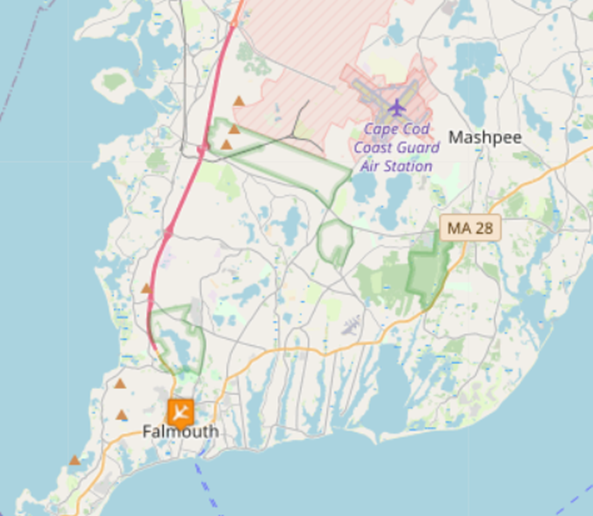 Cape Cod
Coast Guard
Air Station
Mashpee
MA 28
Falmouth